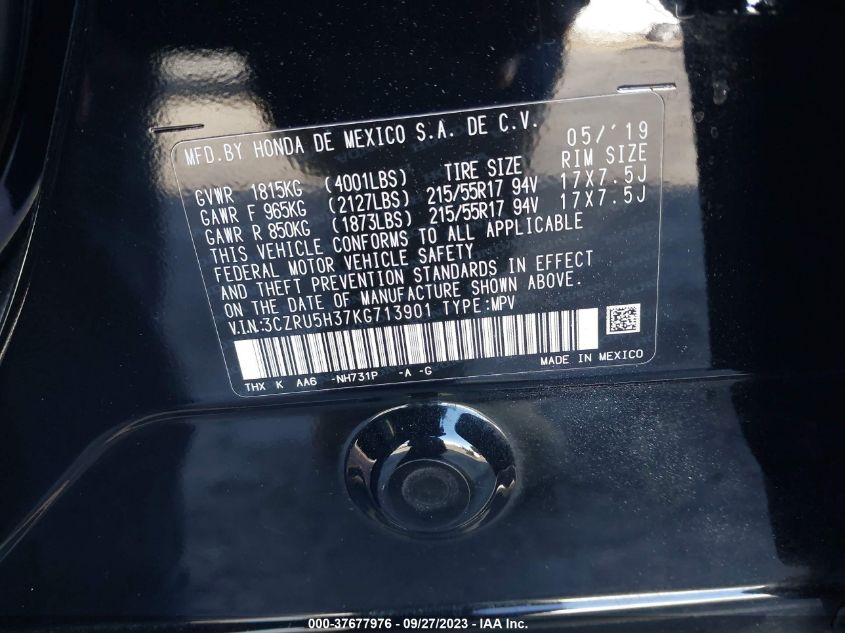 MFD.BY HONDA DE MEXICO S.A. DE C.V. 05/'19
GVWR 1815KG (4001LBS) TIRE SIZE RIM SIZE
GAWR F 965KG (2127LBS) 215/55R17 94V 17X7.5J
GAWR R 850KG (1873LBS) 215/55R17 94V 17X7.5J
THIS VEHICLE CONFORMS TO ALL APPLICABLE
FEDERAL MOTOR VEHICLE SAFETY
AND THEFT PREVENTION STANDARDS IN EFFECT
ON THE DATE OF MANUFACTURE SHOWN ABOVE.
V.I.N:3CZRU5H37KG713901 TYPE:MPV
THX K AA6 -NH731P -A -G MADE IN MEXICO
000-37677976 - 09/27/2023 - IAA Inc.